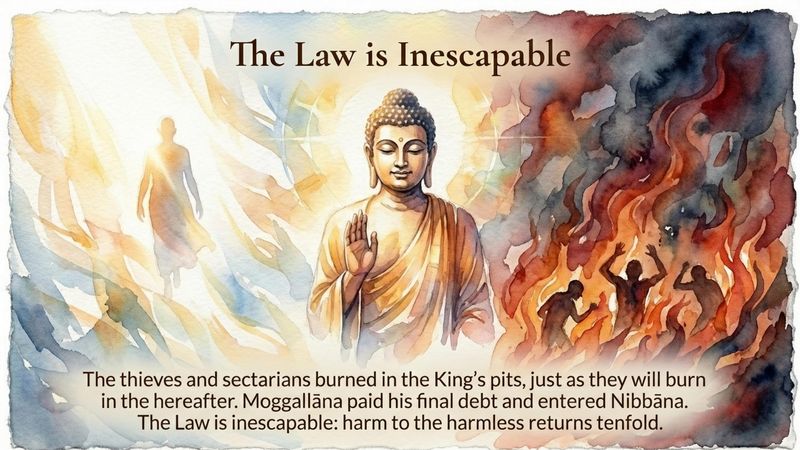 The Law is Inescapable
The thieves and sectarians burned in the King’s pits, just as they will burn
in the hereafter. Moggallāna paid his final debt and entered Nibbāna.
The Law is inescapable: harm to the harmless returns tenfold.